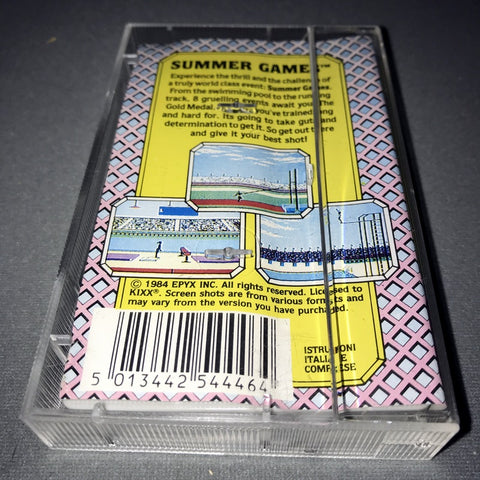 SUMMER GAMES™
Experience the thrill and the challenge of
a truly world class event: Summer Games.
From the swimming pool to the running
track, 8 gruelling events await you. The
Gold Medal, you've trained long
and hard for. Its going to take guts and
determination to get it. So get out there
and give it your best shot!
© 1984 EPYX INC. All rights reserved. Licensed to
KIXX®. Screen shots are from various formats and
may vary from the version you have purchased.
ISTRUZIONI
ITALIANE
COMPRESE
5 013442 544464